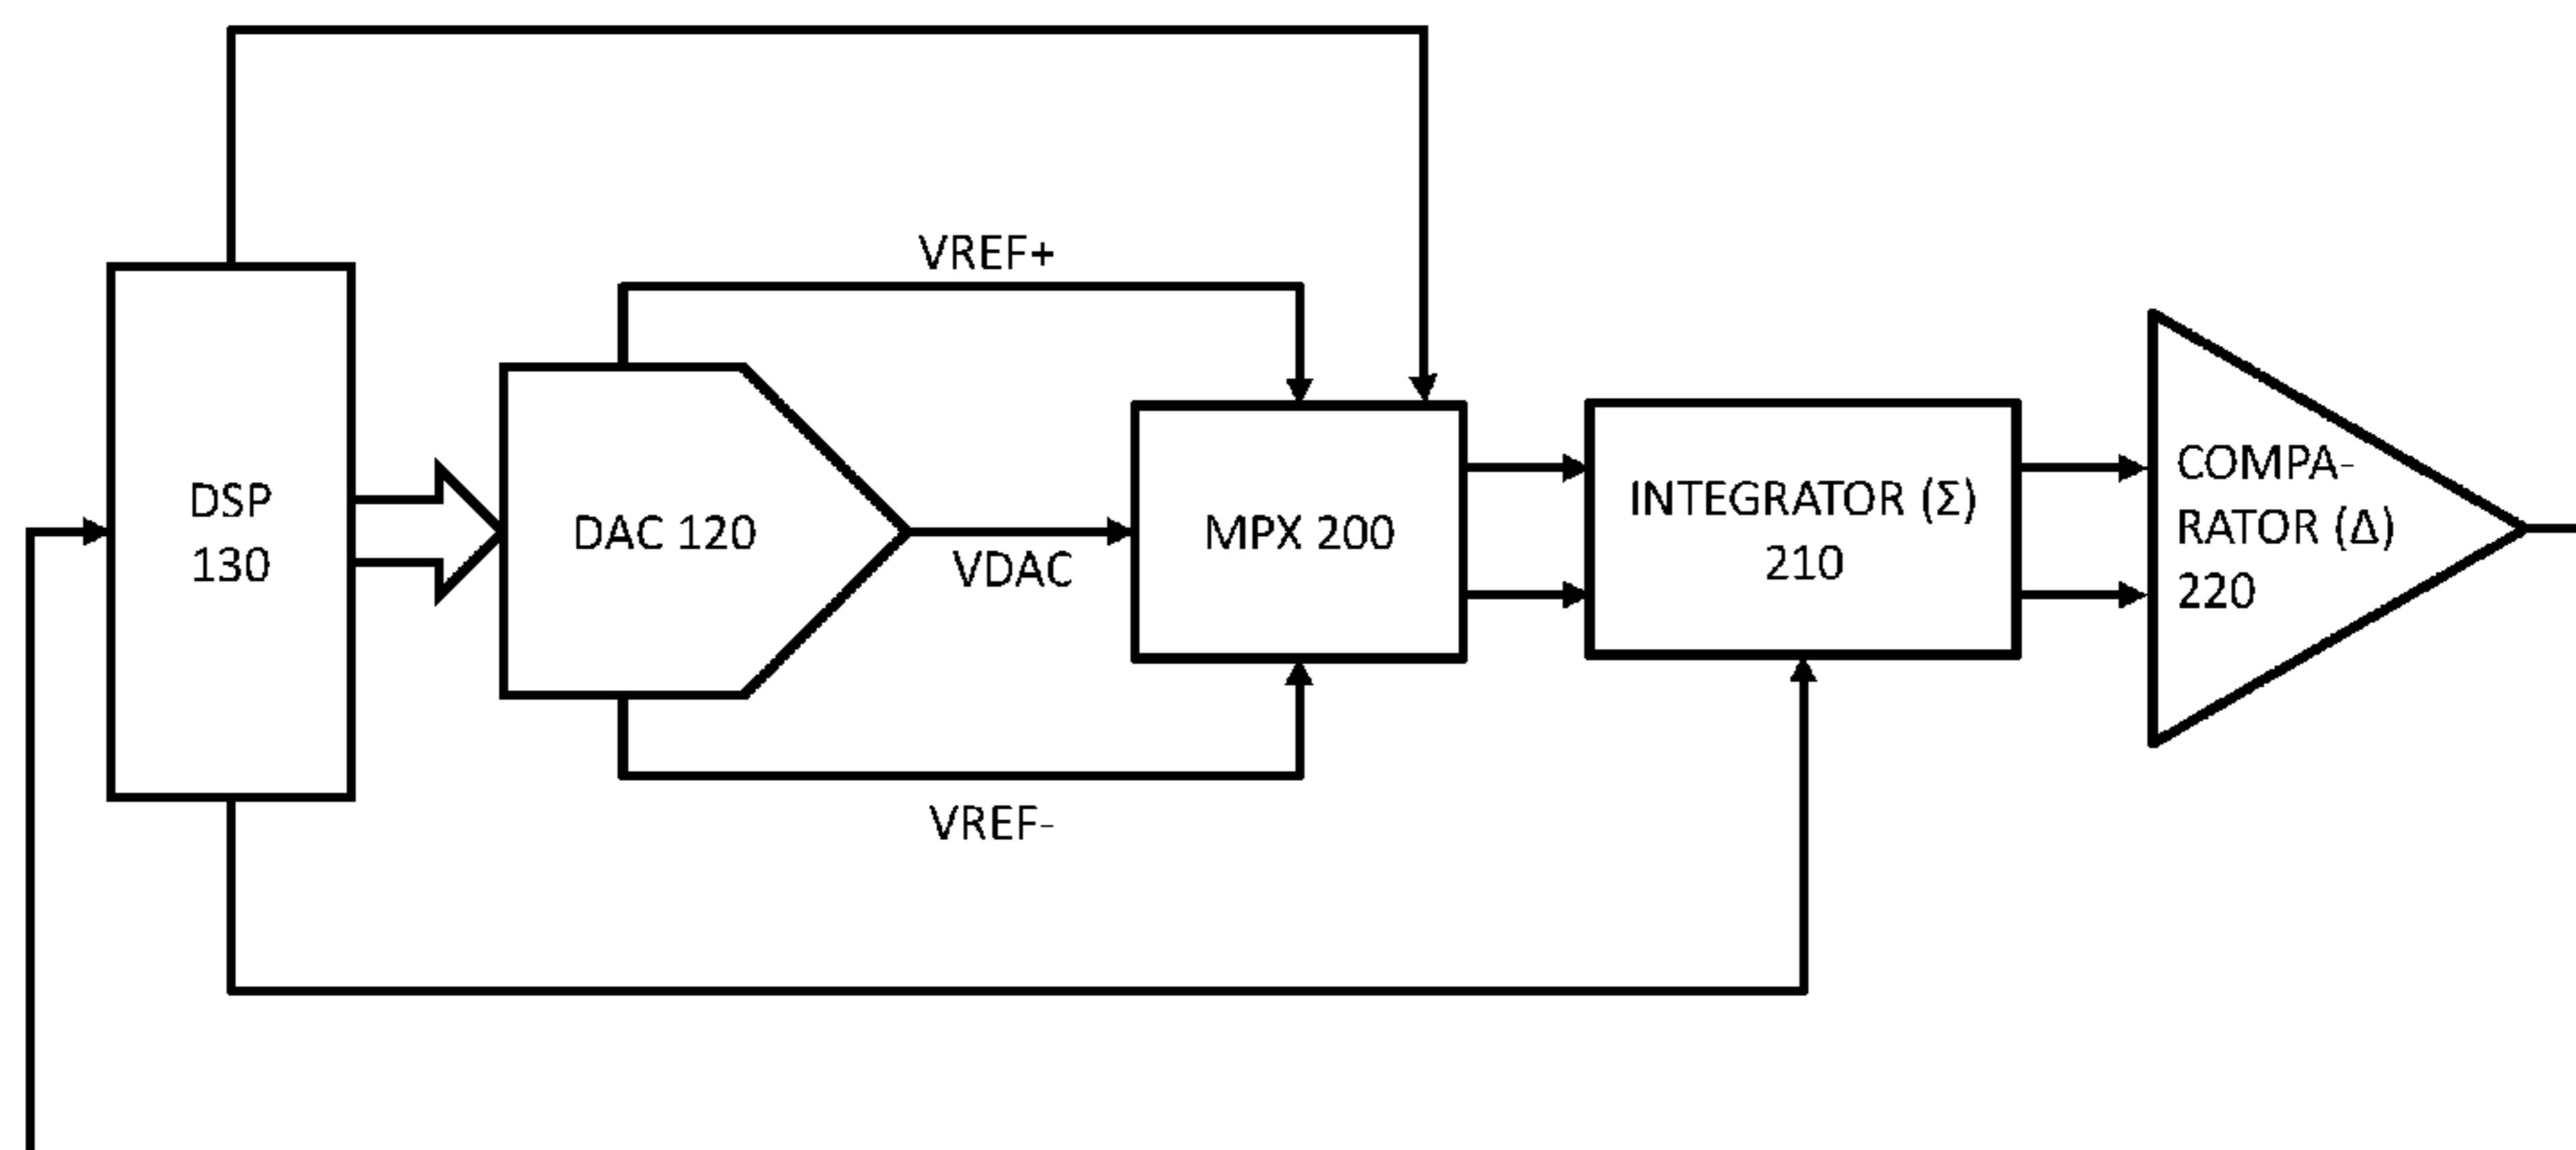 VREF+
DSP
130
DAC 120
VDAC
MPX 200
INTEGRATOR (Σ)
210
COMPA-
RATOR (Δ)
220
VREF-